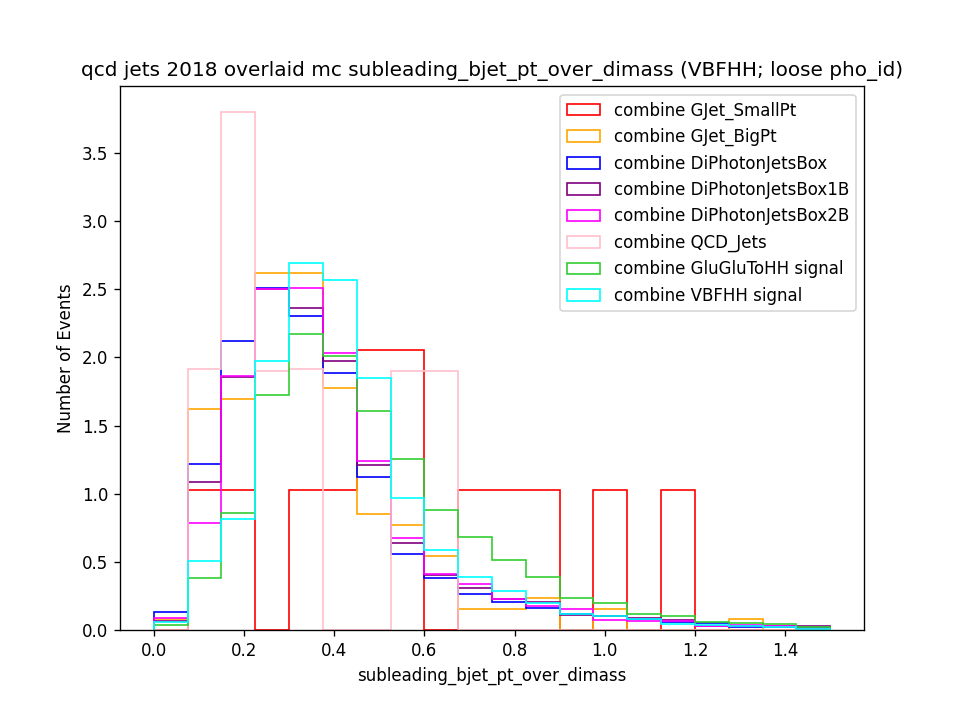 qcd jets 2018 overlaid mc subleading_bjet_pt_over_dimass (VBFHH; loose pho_id)
combine GJet_SmallPt
combine GJet_BigPt
combine DiPhotonJetsBox
combine DiPhotonJetsBox1B
combine DiPhotonJetsBox2B
combine QCD_Jets
combine GluGluToHH signal
combine VBFHH signal
Number of Events
3.5
3.0
2.5
2.0
1.5
1.0
0.5
0.0
0.0 0.2 0.4 0.6 0.8 1.0 1.2 1.4
subleading_bjet_pt_over_dimass